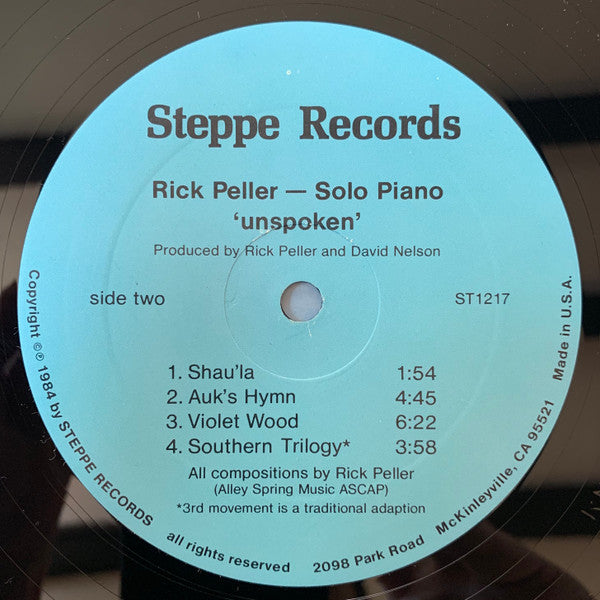 Steppe Records
Rick Peller — Solo Piano
‘unspoken’
Produced by Rick Peller and David Nelson
side two
ST1217
1. Shau'la 1:54
2. Auk's Hymn 4:45
3. Violet Wood 6:22
4. Southern Trilogy* 3:58
All compositions by Rick Peller
(Alley Spring Music ASCAP)
*3rd movement is a traditional adaption
Copyright © ℗ 1984 by STEPPE RECORDS
all rights reserved
2098 Park Road McKinleyville, CA 95521
Made in U.S.A.